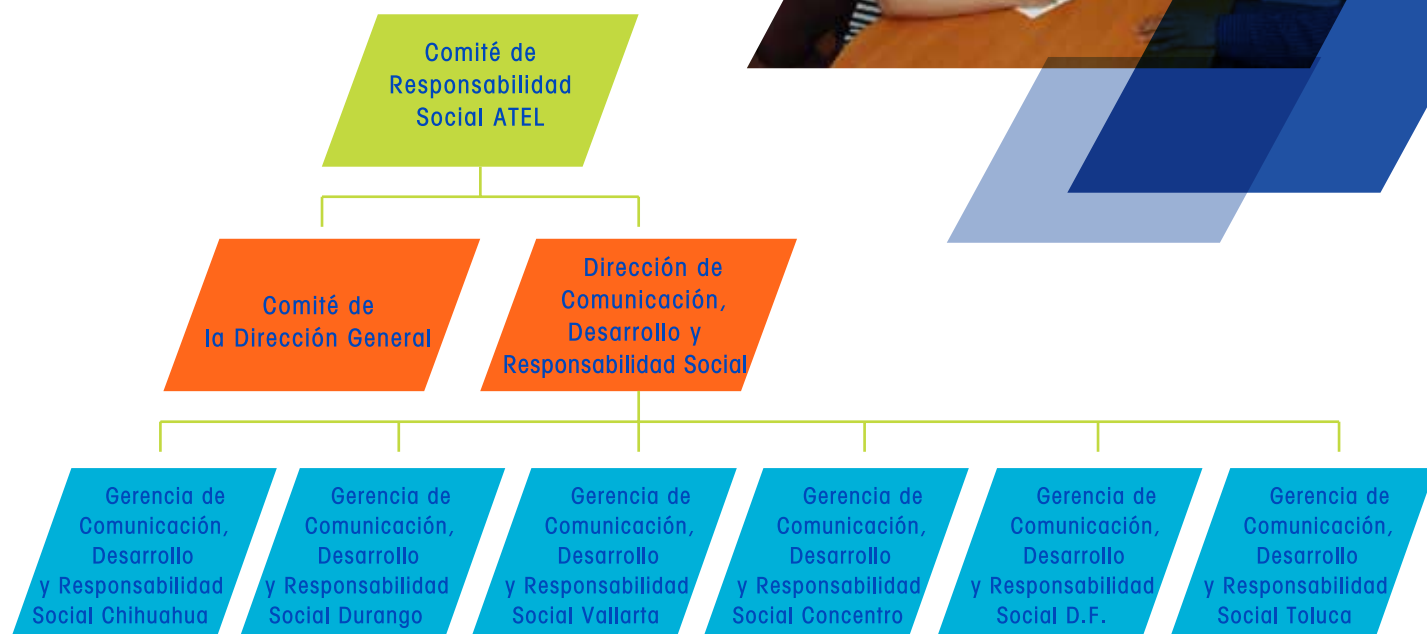 Comité de
Responsabilidad
Social ATEL
Comité de
la Dirección General
Dirección de
Comunicación,
Desarrollo y
Responsabilidad Social
Gerencia de
Comunicación,
Desarrollo
y Responsabilidad
Social Chihuahua
Gerencia de
Comunicación,
Desarrollo
y Responsabilidad
Social Durango
Gerencia de
Comunicación,
Desarrollo
y Responsabilidad
Social Vallarta
Gerencia de
Comunicación,
Desarrollo
y Responsabilidad
Social Concentro
Gerencia de
Comunicación,
Desarrollo
y Responsabilidad
Social D.F.
Gerencia de
Comunicación,
Desarrollo
y Responsabilidad
Social Toluca